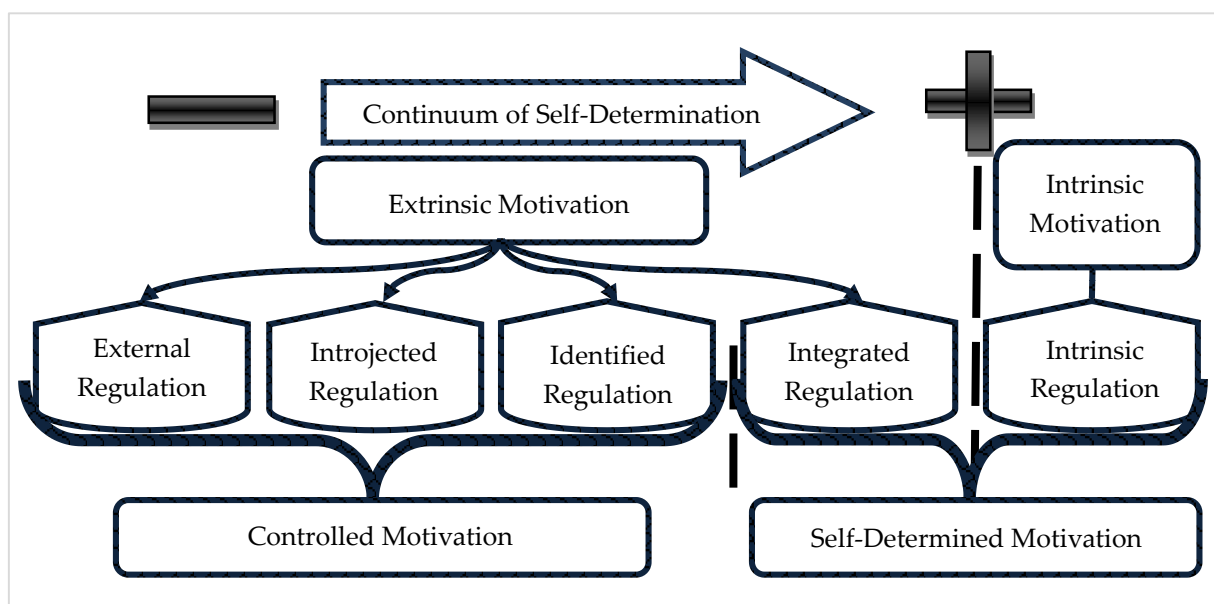 Continuum of Self-Determination
Extrinsic Motivation
Intrinsic
Motivation
External
Regulation
Introjected
Regulation
Identified
Regulation
Integrated
Regulation
Intrinsic
Regulation
Controlled Motivation
Self-Determined Motivation